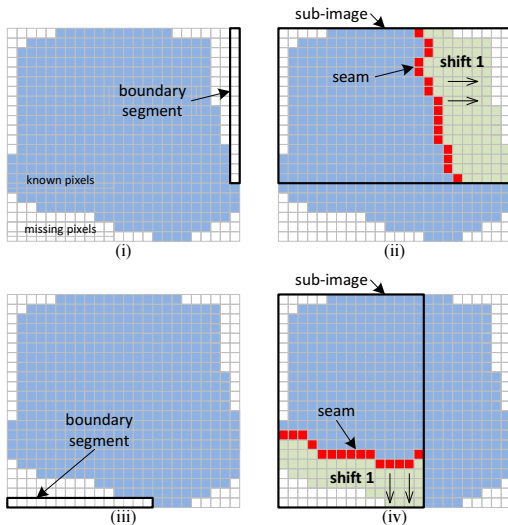 sub-image
boundary
segment
seam
shift 1
known pixels
missing pixels
(i)
(ii)
sub-image
boundary
segment
seam
shift 1
(iii)
(iv)